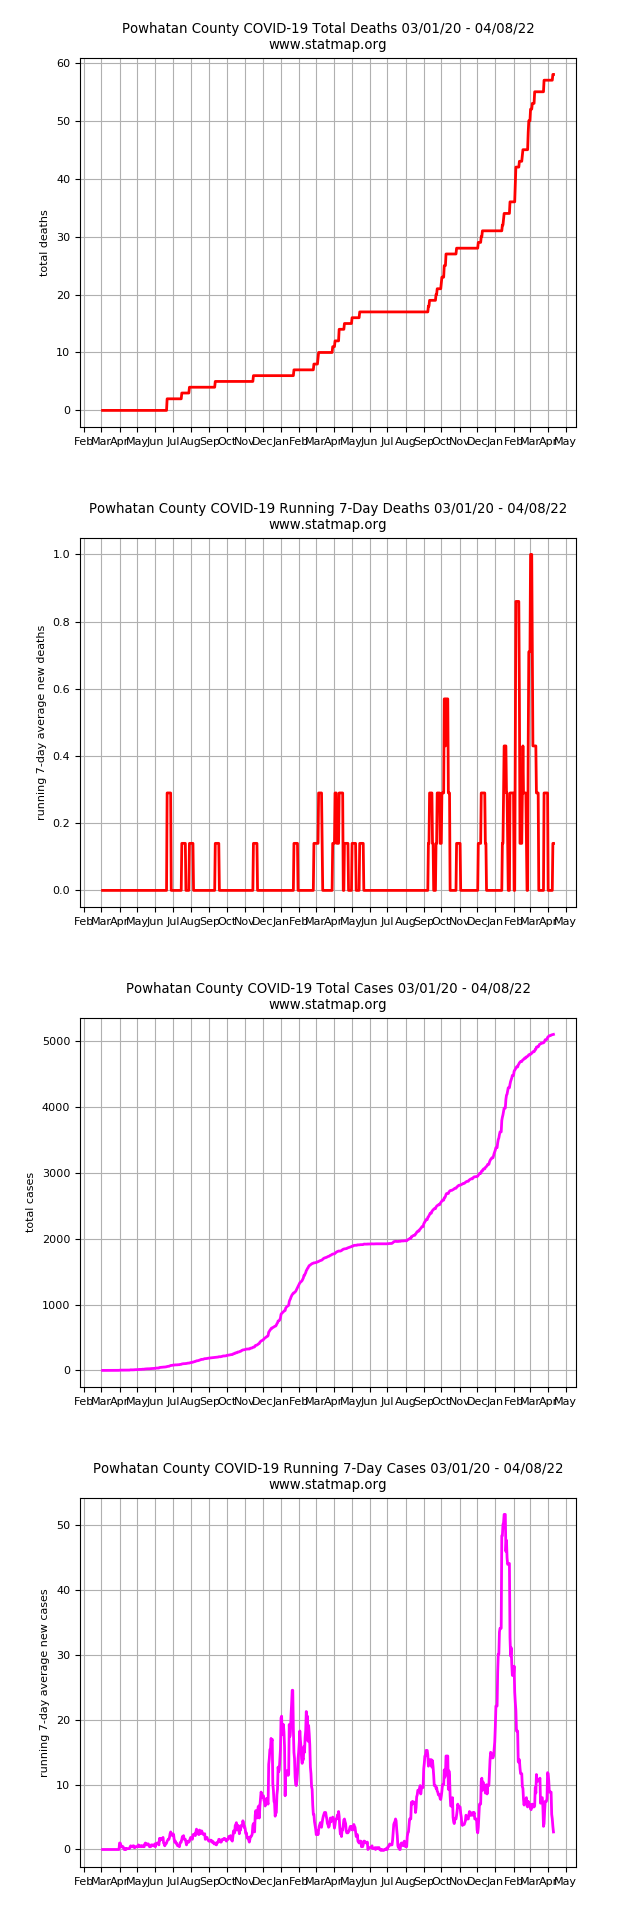 Powhatan County COVID-19 Total Deaths 03/01/20 - 04/08/22
www.statmap.org
60
50
40
30
20
10
0
total deaths
Feb Mar Apr May Jun Jul Aug Sep Oct Nov Dec Jan Feb Mar Apr May Jun Jul Aug Sep Oct Nov Dec Jan Feb Mar Apr May
Powhatan County COVID-19 Running 7-Day Deaths 03/01/20 - 04/08/22
www.statmap.org
1.0
0.8
0.6
0.4
0.2
0.0
running 7-day average new deaths
Feb Mar Apr May Jun Jul Aug Sep Oct Nov Dec Jan Feb Mar Apr May Jun Jul Aug Sep Oct Nov Dec Jan Feb Mar Apr May
Powhatan County COVID-19 Total Cases 03/01/20 - 04/08/22
www.statmap.org
5000
4000
3000
2000
1000
0
total cases
Feb Mar Apr May Jun Jul Aug Sep Oct Nov Dec Jan Feb Mar Apr May Jun Jul Aug Sep Oct Nov Dec Jan Feb Mar Apr May
Powhatan County COVID-19 Running 7-Day Cases 03/01/20 - 04/08/22
www.statmap.org
50
40
30
20
10
0
running 7-day average new cases
Feb Mar Apr May Jun Jul Aug Sep Oct Nov Dec Jan Feb Mar Apr May Jun Jul Aug Sep Oct Nov Dec Jan Feb Mar Apr May